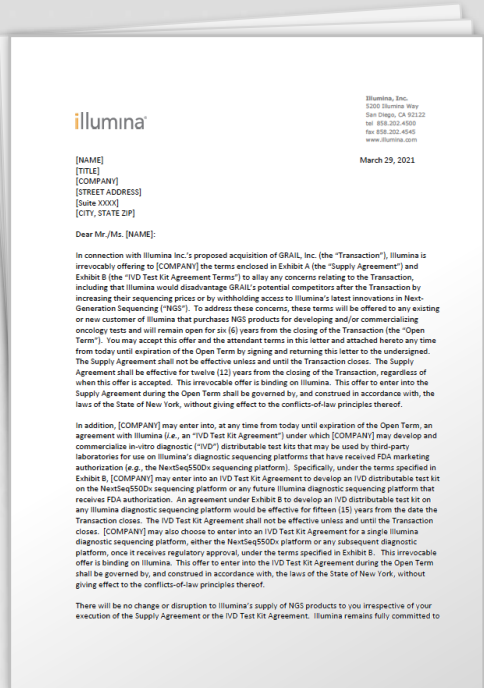 Illumina, Inc.
5200 Illumina Way
San Diego, CA 92122
tel 858.202.4500
fax 858.202.4545
www.illumina.com
illumina
[NAME]
March 29, 2021
[TITLE]
[COMPANY]
[STREET ADDRESS]
[Suite XXXX]
[CITY, STATE ZIP]
Dear Mr./Ms. [NAME]:
In connection with Illumina Inc.'s proposed acquisition of GRAIL, Inc. (the "Transaction"), Illumina is
irrevocably offering to [COMPANY] the terms enclosed in Exhibit A (the "Supply Agreement") and
Exhibit B (the "IVD Test Kit Agreement Terms") to allay any concerns relating to the Transaction,
including that Illumina would disadvantage GRAIL's potential competitors after the Transaction by
increasing their sequencing prices or by withholding access to Illumina's latest innovations in Next-
Generation Sequencing ("NGS"). To address these concerns, these terms will be offered to any existing
or new customer of Illumina that purchases NGS products for developing and/or commercializing
oncology tests and will remain open for six (6) years from the closing of the Transaction (the "Open
Term"). You may accept this offer and the attendant terms in this letter and attached hereto any time
from today until expiration of the Open Term by signing and returning this letter to the undersigned.
The Supply Agreement shall not be effective unless and until the Transaction closes. The Supply
Agreement shall be effective for twelve (12) years from the closing of the Transaction, regardless of
when this offer is accepted. This irrevocable offer is binding on Illumina. This offer to enter into the
Supply Agreement during the Open Term shall be governed by, and construed in accordance with, the
laws of the State of New York, without giving effect to the conflicts-of-law principles thereof.
In addition, [COMPANY] may enter into, at any time from today until expiration of the Open Term, an
agreement with Illumina (i.e., an "IVD Test Kit Agreement") under which [COMPANY] may develop and
commercialize in-vitro diagnostic ("IVD") distributable test kits that may be used by third-party
laboratories for use on Illumina's diagnostic sequencing platforms that have received FDA marketing
authorization (e.g., the NextSeq550Dx sequencing platform). Specifically, under the terms specified in
Exhibit B, [COMPANY] may enter into an IVD Test Kit Agreement to develop an IVD distributable test kit
on the NextSeq550Dx sequencing platform or any future Illumina diagnostic sequencing platform that
receives FDA authorization. An agreement under Exhibit B to develop an IVD distributable test kit on
any Illumina diagnostic sequencing platform would be effective for fifteen (15) years from the date the
Transaction closes. The IVD Test Kit Agreement shall not be effective unless and until the Transaction
closes. [COMPANY] may also choose to enter into an IVD Test Kit Agreement for a single Illumina
diagnostic sequencing platform, either the NextSeq550Dx platform or any subsequent diagnostic
platform, once it receives regulatory approval, under the terms specified in Exhibit B. This irrevocable
offer is binding on Illumina. This offer to enter into the IVD Test Kit Agreement during the Open Term
shall be governed by, and construed in accordance with, the laws of the State of New York, without
giving effect to the conflicts-of-law principles thereof.
There will be no change or disruption to Illumina's supply of NGS products to you irrespective of your
execution of the Supply Agreement or the IVD Test Kit Agreement. Illumina remains fully committed to